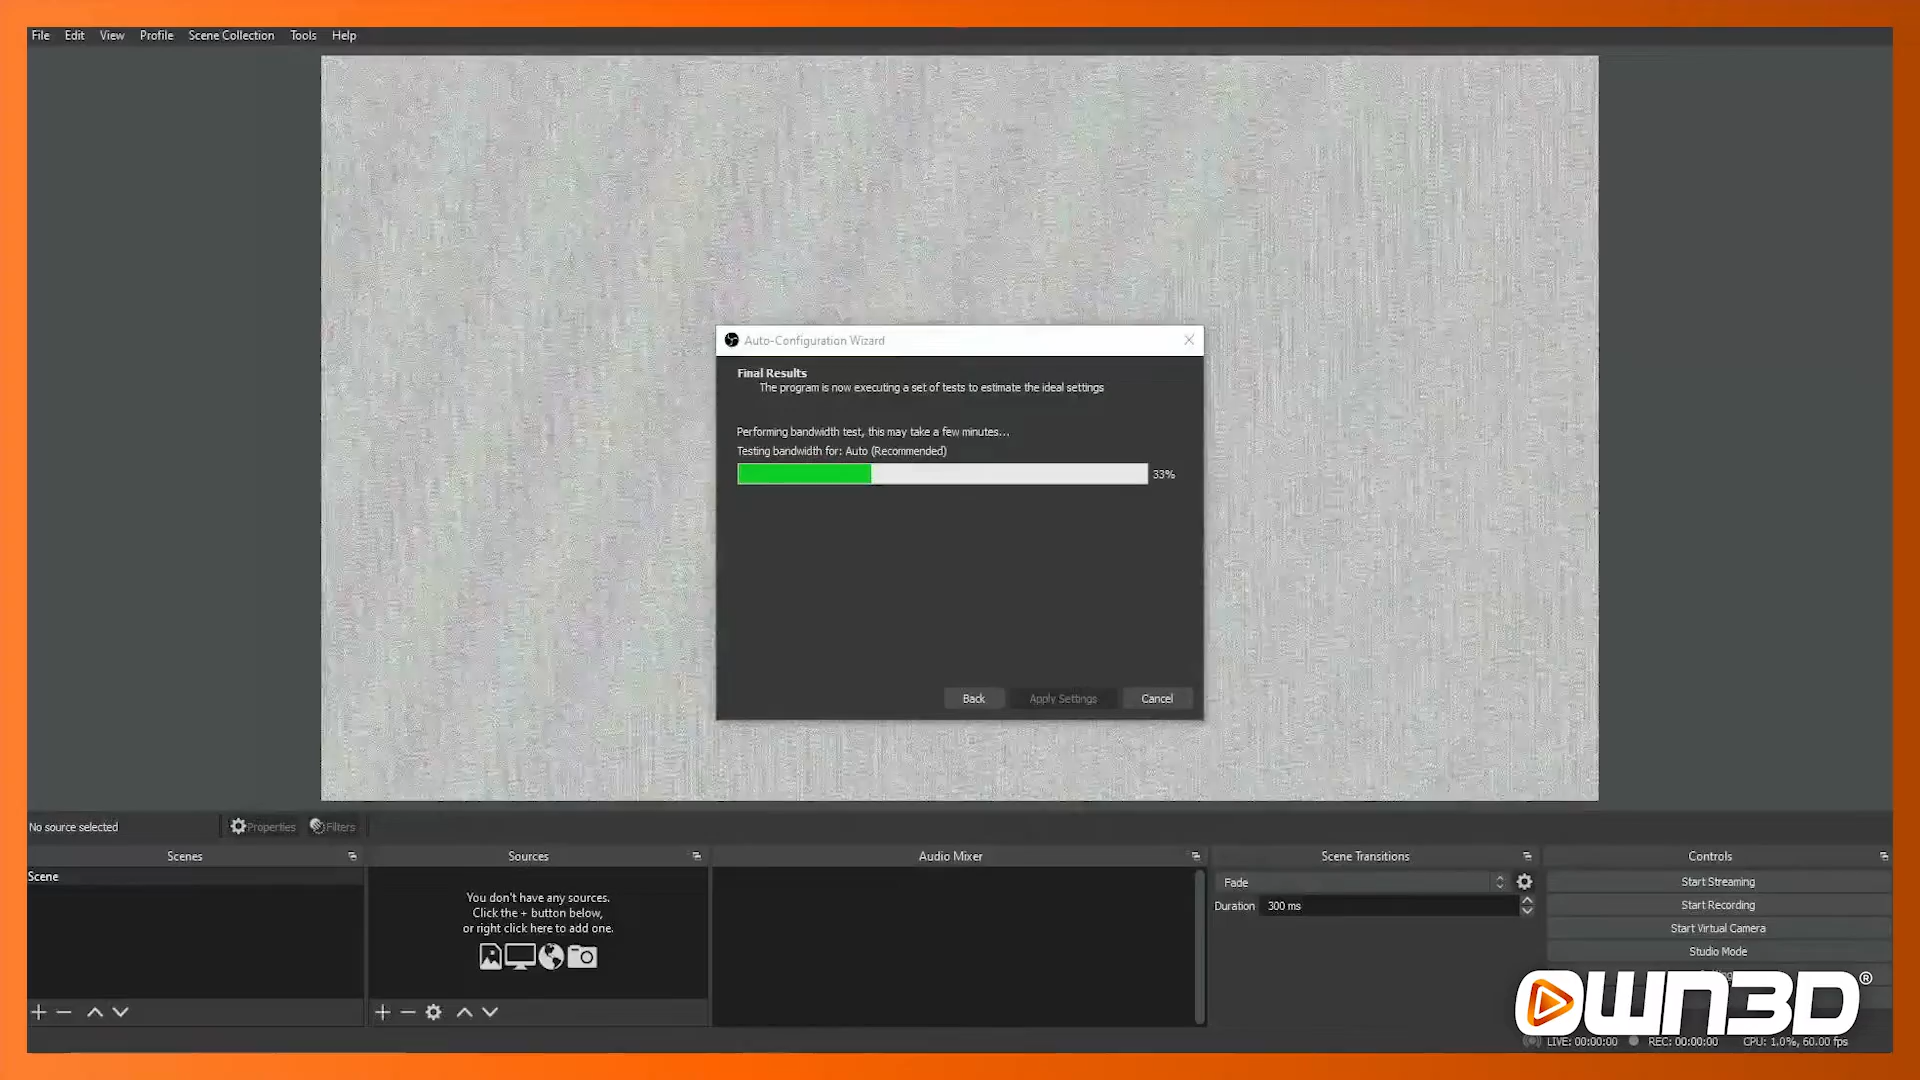 File Edit View Profile Scene Collection Tools Help
Auto-Configuration Wizard
Final Results
The program is now executing a set of tests to estimate the ideal settings
Performing bandwidth test, this may take a few minutes...
Testing bandwidth for: Auto (Recommended)
33%
Back Apply Settings Cancel
No source selected Properties Filters
Scenes Sources Audio Mixer Scene Transitions Controls
Scene
You don't have any sources.
Click the + button below,
or right click here to add one.
Fade
Duration 300 ms
Start Streaming
Start Recording
Start Virtual Camera
Studio Mode
OWN3D®
LIVE: 00:00:00 REC: 00:00:00 CPU: 1.0%, 60.00 fps